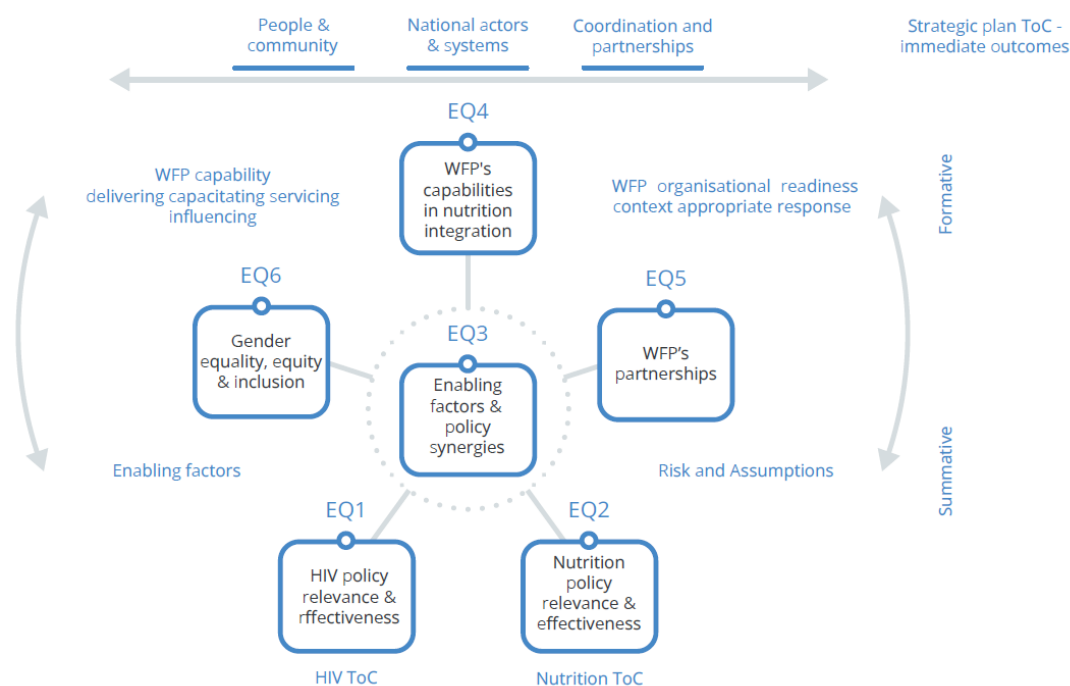 People &
community
National actors
& systems
Coordination and
partnerships
Strategic plan ToC -
immediate outcomes
EQ4
WFP's
capabilities
in nutrition
integration
WFP capability
delivering capacitating servicing
influencing
WFP organisational readiness
context appropriate response
Formative
EQ6
Gender
equality, equity
& inclusion
EQ3
Enabling
factors &
policy
synergies
EQ5
WFP's
partnerships
Enabling factors
Risk and Assumptions
Summative
EQ1
HIV policy
relevance &
rffectiveness
HIV ToC
EQ2
Nutrition
policy
relevance &
effectiveness
Nutrition ToC